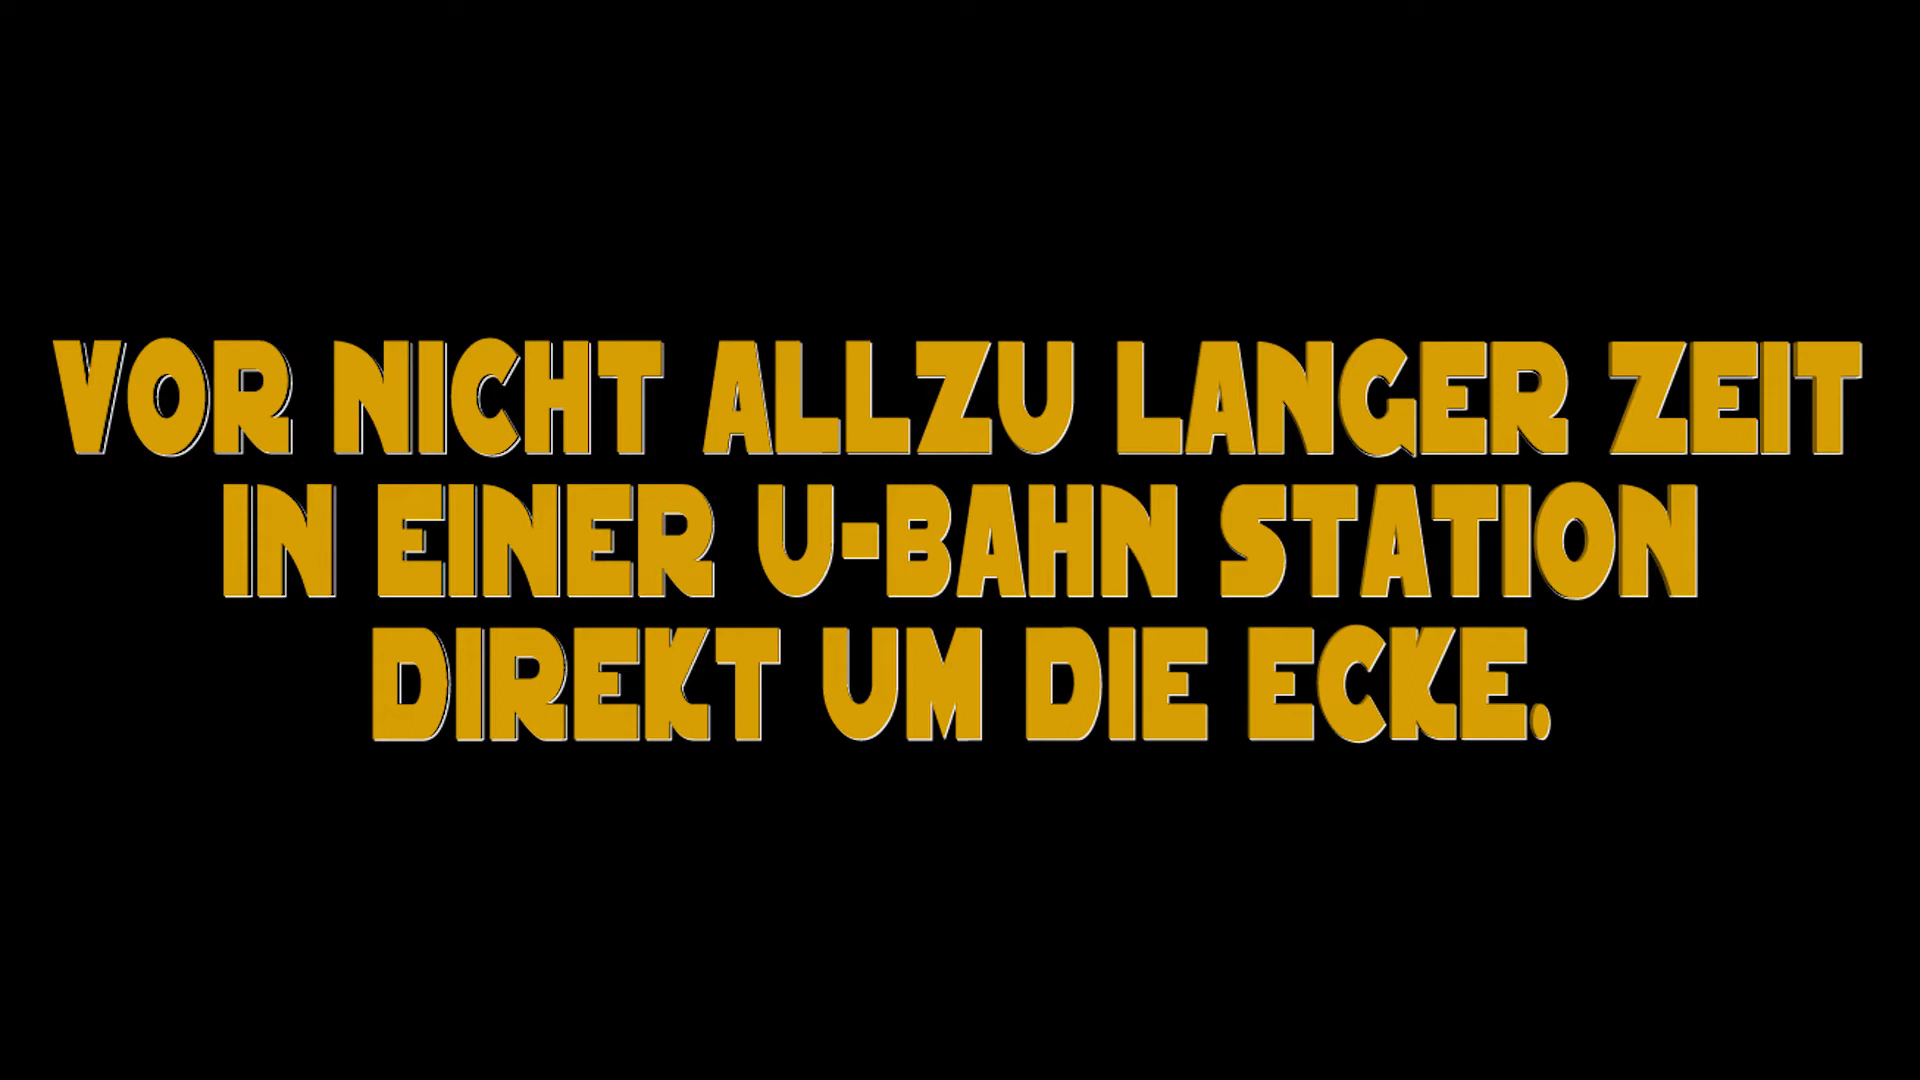 VOR NICHT ALLZU LANGER ZEIT
IN EINER U-BAHN STATION
DIREKT UM DIE ECKE.